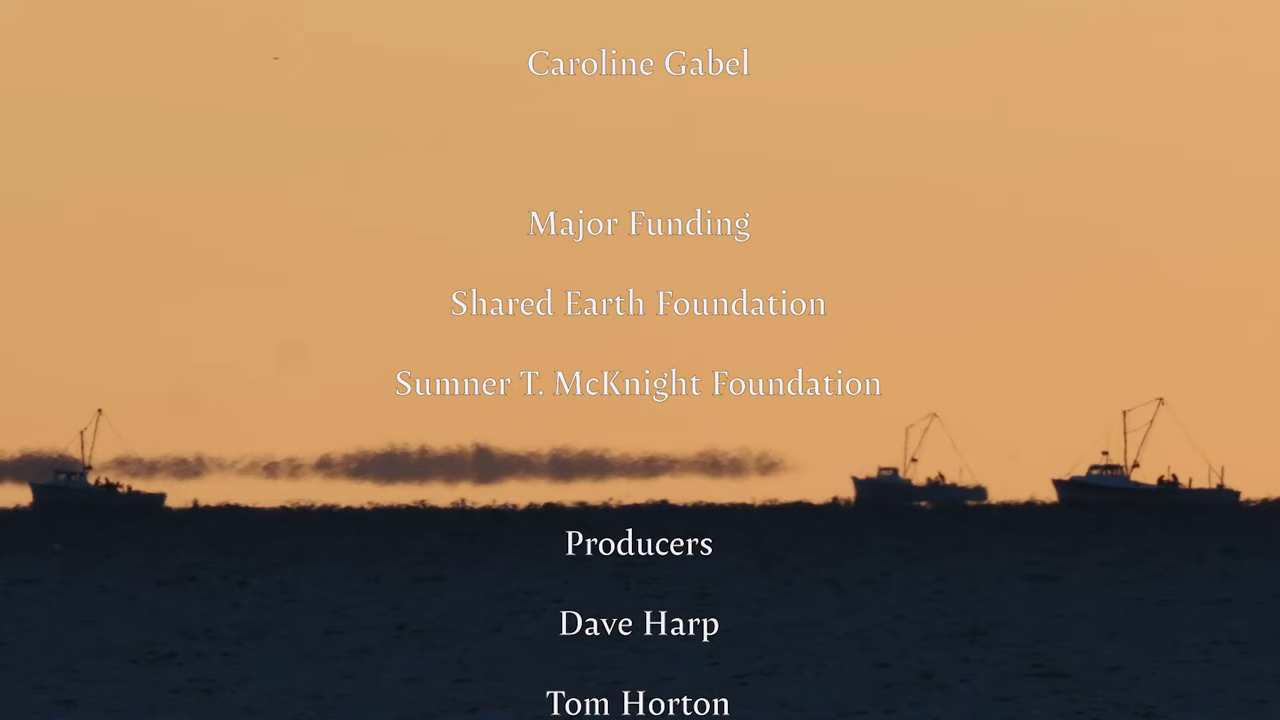 Caroline Gabel
Major Funding
Shared Earth Foundation
Sumner T. McKnight Foundation
Producers
Dave Harp
Tom Horton